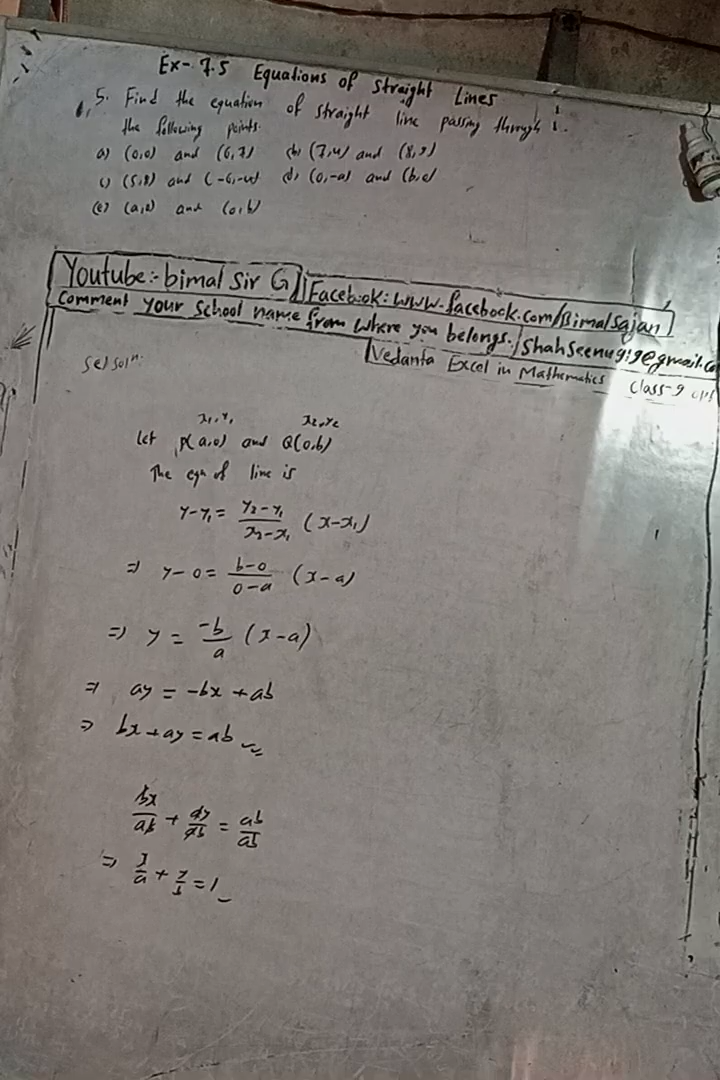 Ex- 7.5 Equations of Straight Lines
5. Find the equation of straight line passing through
the following points.
a) (0,0) and (6,7) (b) (7,4) and (8,9)
c) (5,8) and (-6,-4) (d) (0,-a) and (b,0)
(e) (a,0) and (0,b)
Youtube:- bimal Sir G Facebook: www.facebook.com/BimalSajan
Comment your School name from where you belongs. Shahseenu919@gmail.co
Vedanta Excel in Mathematics Class-9
5e) Solⁿ:
x₁,y₁ x₂,y₂
Let P(a,0) and Q(0,b)
The eqn of line is
y-y₁ = y₂-y₁/x₂-x₁ (x-x₁)
⇒ y-0 = b-0/0-a (x-a)
⇒ y = -b/a (x-a)
⇒ ay = -bx + ab
⇒ bx + ay = ab
bx/ab + ay/ab = ab/ab
⇒ x/a + y/b = 1